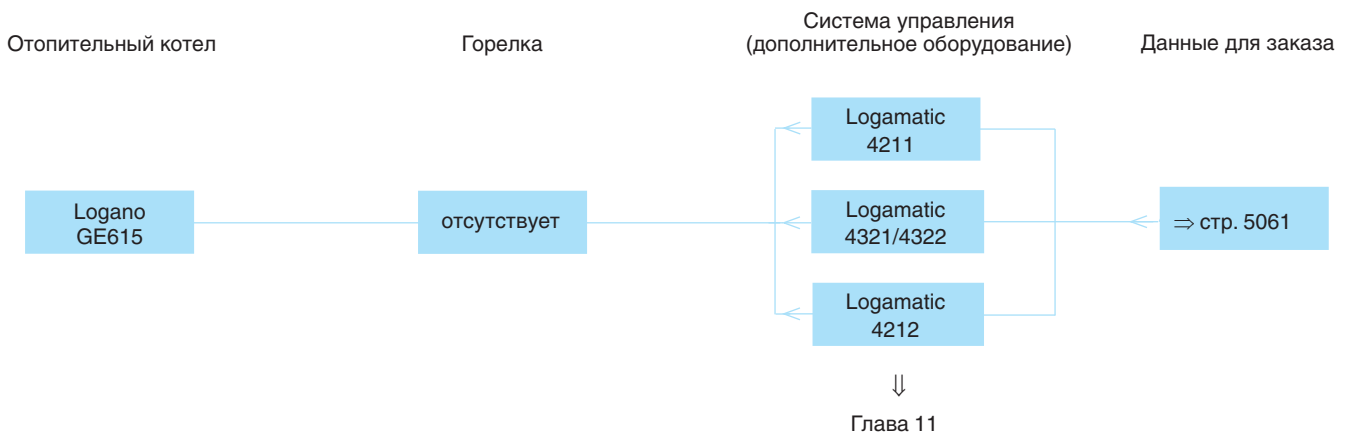 Отопительный котел
Горелка
Система управления
(дополнительное оборудование)
Данные для заказа
Logano
GE615
отсутствует
Logamatic
4211
Logamatic
4321/4322
Logamatic
4212
⇒ стр. 5061
⇓
Глава 11